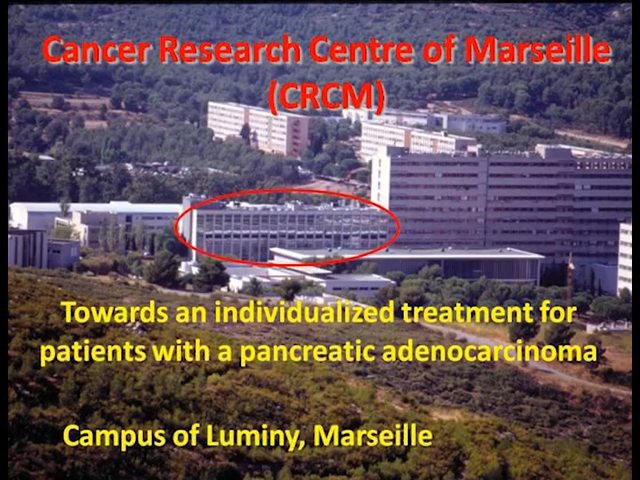 Cancer Research Centre of Marseille
(CRCM)
Towards an individualized treatment for
patients with a pancreatic adenocarcinoma
Campus of Luminy, Marseille